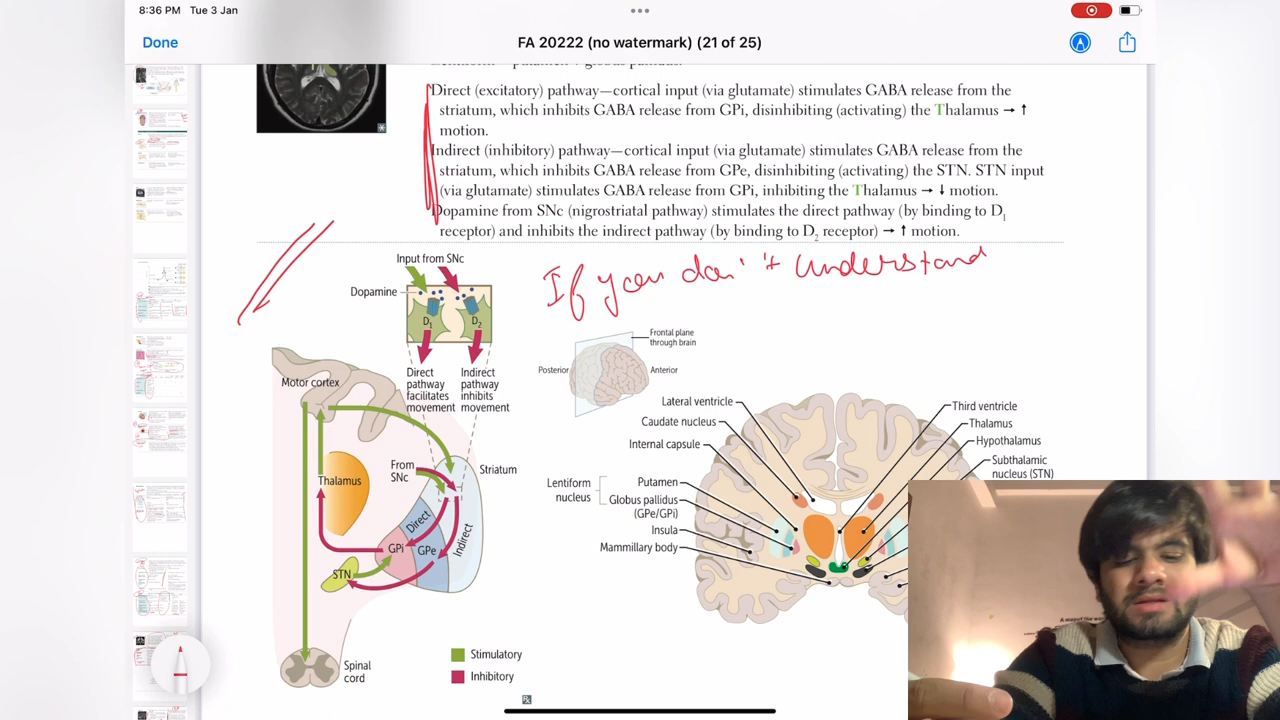 8:36 PM Tue 3 Jan
Done
FA 20222 (no watermark) (21 of 25)
Direct (excitatory) pathway—cortical input (via glutamate) stimulates GABA release from the
striatum, which inhibits GABA release from GPi, disinhibiting (activating) the Thalamus → ↑
motion.
Indirect (inhibitory) pathway—cortical input (via glutamate) stimulates GABA release from the
striatum, which inhibits GABA release from GPe, disinhibiting (activating) the STN. STN input
(via glutamate) stimulates GABA release from GPi, inhibiting the Thalamus → ↓ motion.
Dopamine from SNc (nigrostriatal pathway) stimulates the direct pathway (by binding to D1
receptor) and inhibits the indirect pathway (by binding to D2 receptor) → ↑ motion.
If you don't understand
Input from SNc
Dopamine
D1
D2
Direct
pathway
facilitates
movement
Indirect
pathway
inhibits
movement
Motor cortex
Thalamus
From
SNc
Striatum
Direct
Indirect
GPi
GPe
STN
Spinal
cord
Stimulatory
Inhibitory
Frontal plane
through brain
Posterior
Anterior
Lateral ventricle
Caudate nucleus
Internal capsule
Lentiform
nucleus
Putamen
Globus pallidus
(GPe/GPi)
Insula
Mammillary body
Third ventricle
Thalamus
Hypothalamus
Subthalamic
nucleus (STN)